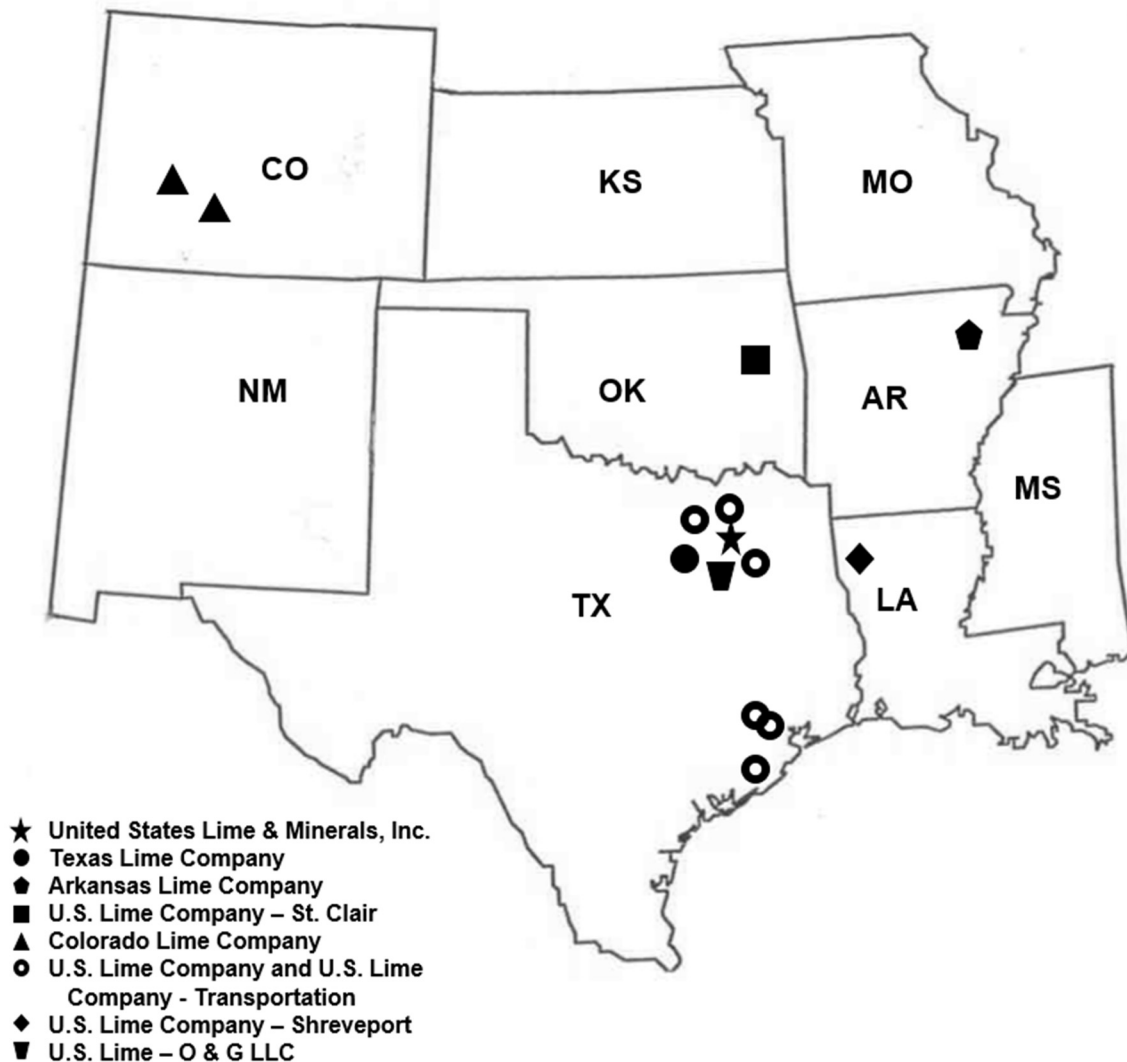 CO
KS
MO
NM
OK
AR
MS
TX
LA
United States Lime & Minerals, Inc.
Texas Lime Company
Arkansas Lime Company
U.S. Lime Company – St. Clair
Colorado Lime Company
U.S. Lime Company and U.S. Lime
Company - Transportation
U.S. Lime Company – Shreveport
U.S. Lime – O & G LLC